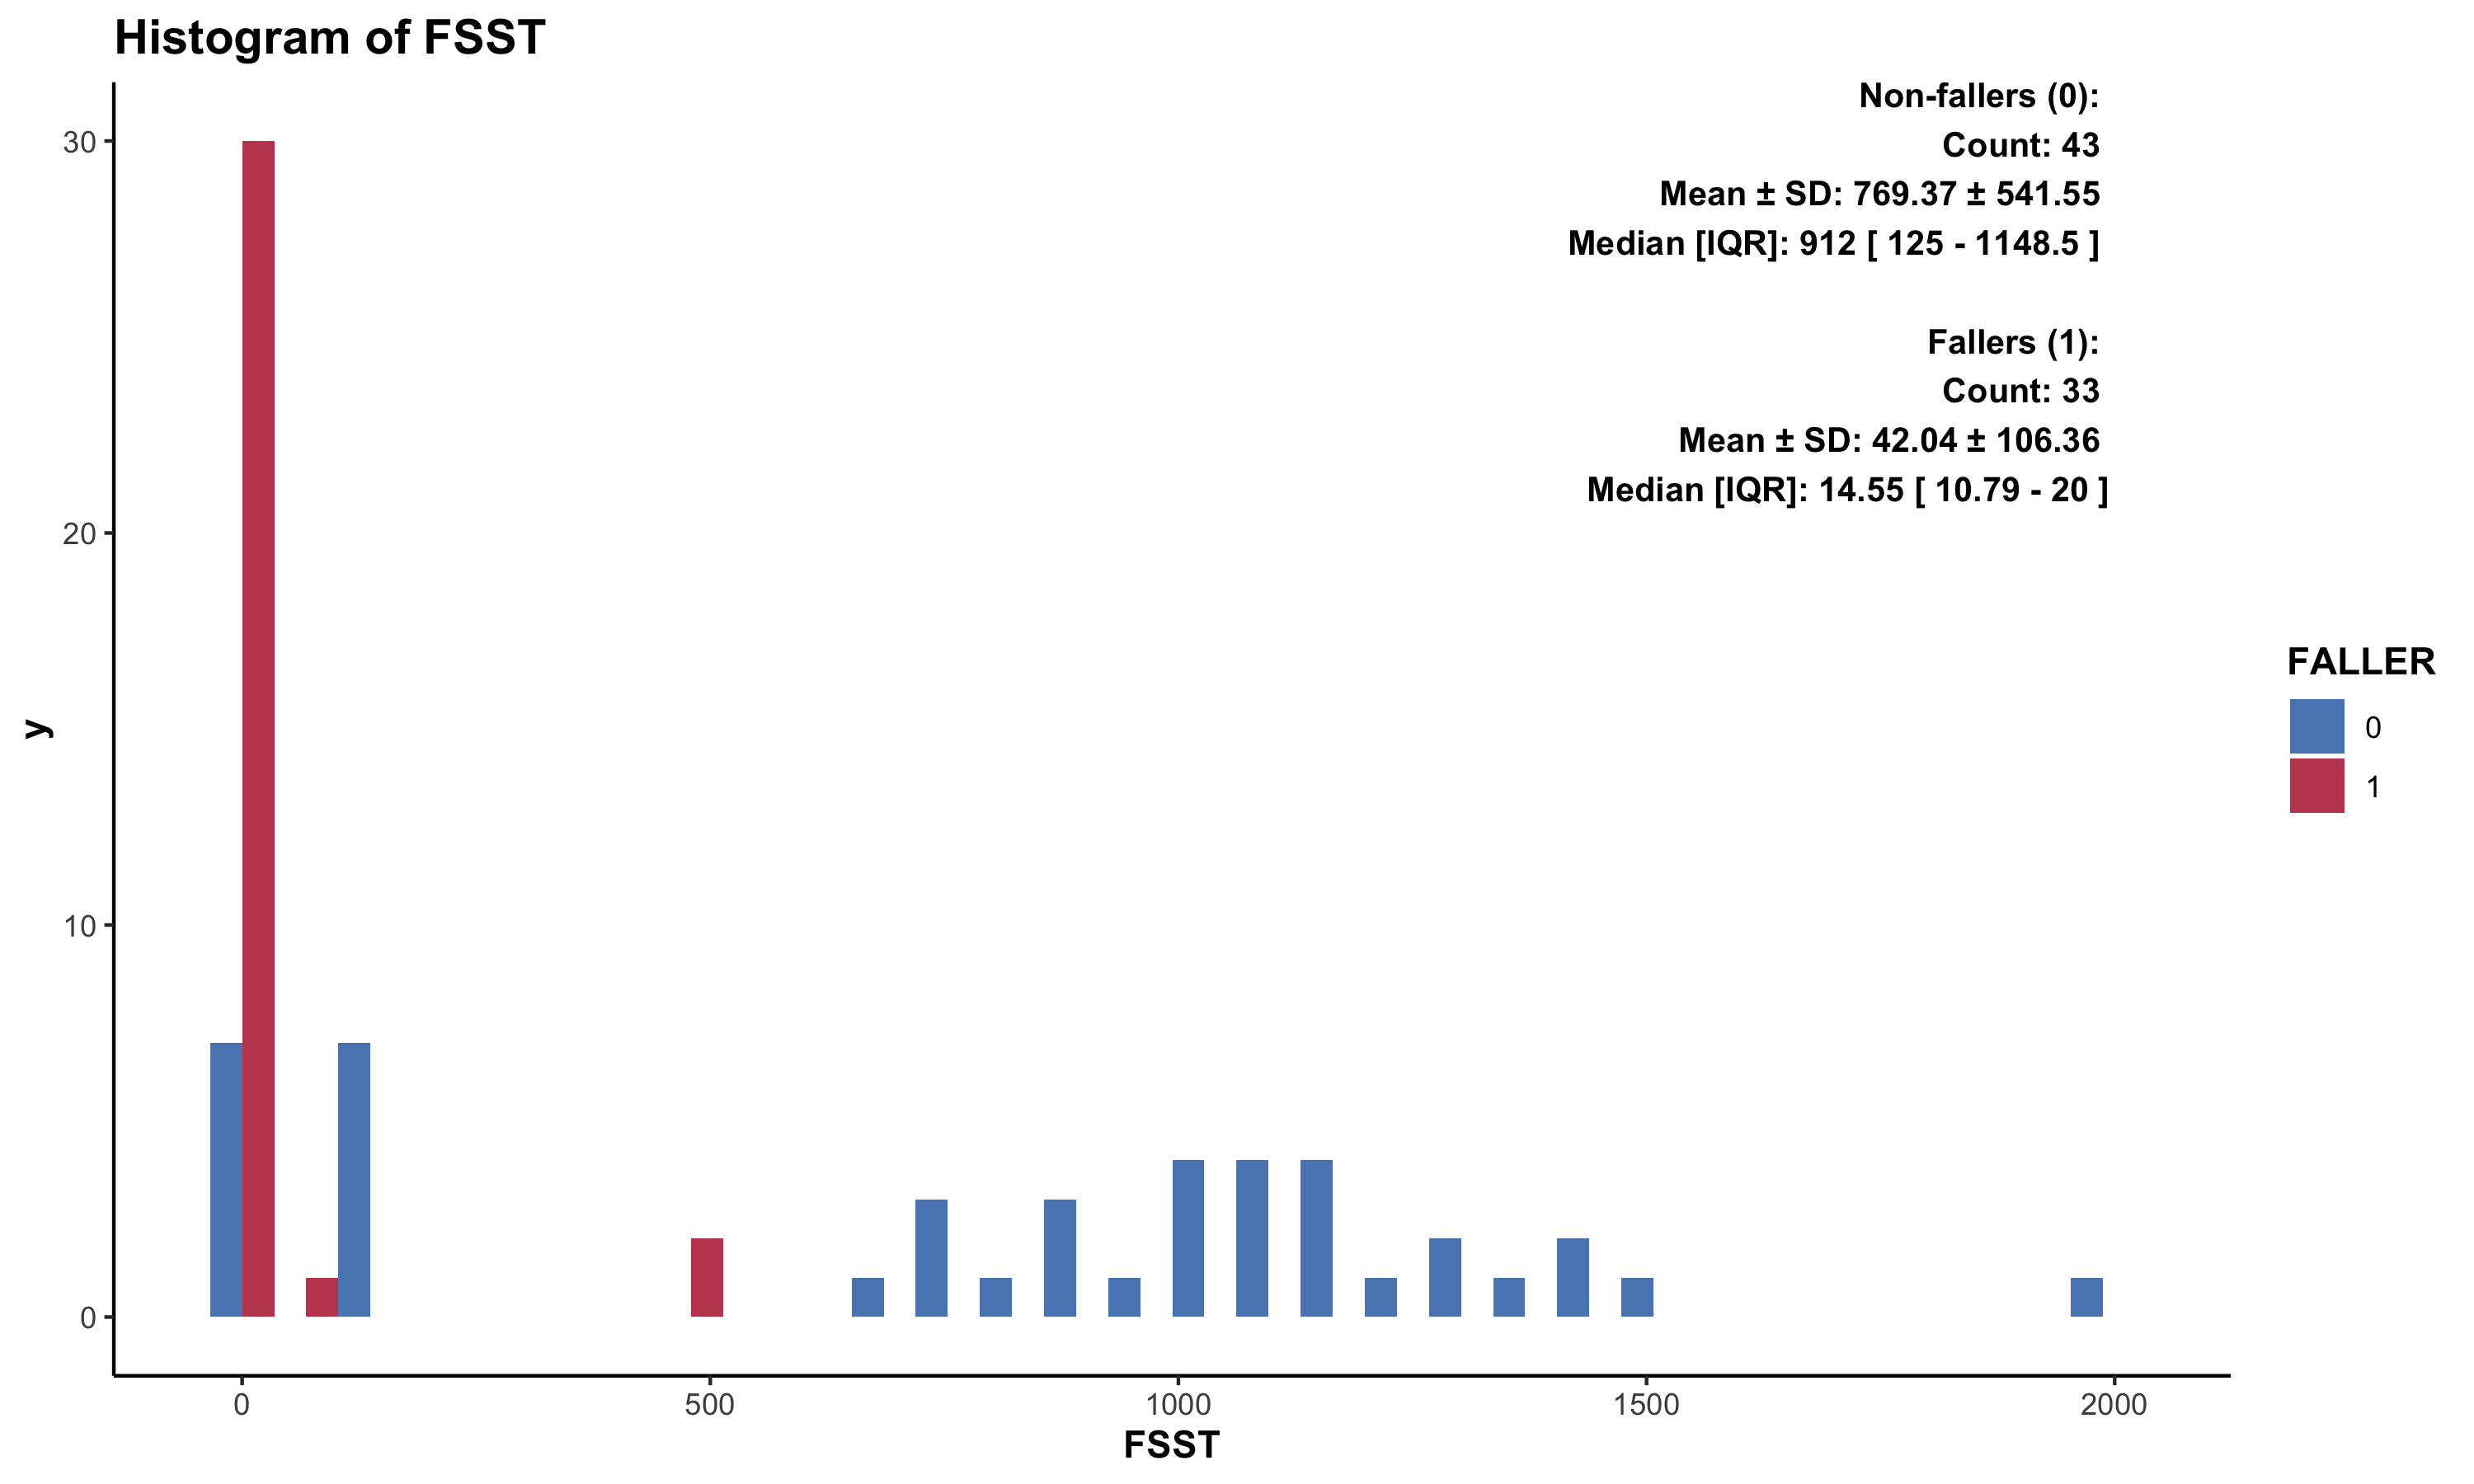 Histogram of FSST
Non-fallers (0):
Count: 43
Mean ± SD: 769.37 ± 541.55
Median [IQR]: 912 [ 125 - 1148.5 ]
Fallers (1):
Count: 33
Mean ± SD: 42.04 ± 106.36
Median [IQR]: 14.55 [ 10.79 - 20 ]
30
20
10
0
y
FALLER
0
1
0 500 1000 1500 2000
FSST